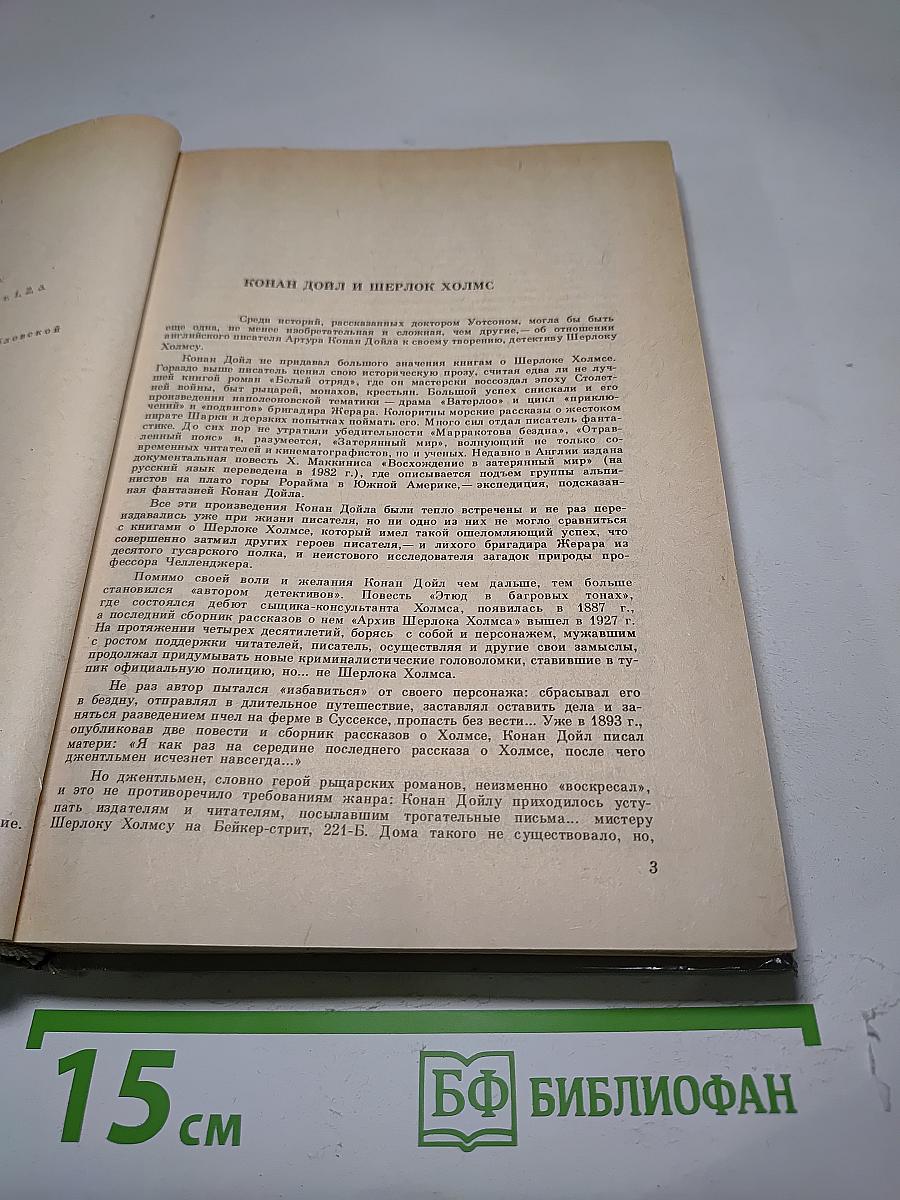 КОНАН ДОЙЛ И ШЕРЛОК ХОЛМС
Среди историй, рассказанных доктором Уотсоном, могла бы быть
еще одна, не менее изобретательная и сложная, чем другие,— об отношении
английского писателя Артура Конан Дойла к своему творению, детективу Шерлоку
Холмсу.
Конан Дойл не придавал большого значения книгам о Шерлоке Холмсе.
Гораздо выше писатель ценил свою историческую прозу, считая едва ли не луч-
шей книгой роман «Белый отряд», где он мастерски воссоздал эпоху Столет-
ней войны, быт рыцарей, монахов, крестьян. Большой успех снискали и его
произведения наполеоновской тематики — драма «Ватерлоо» и цикл «приклю-
чений» и «подвигов» бригадира Жерара. Колоритны морские рассказы о жестоком
пирате Шарки и дерзких попытках поймать его. Много сил отдал писатель фанта-
стике. До сих пор не утратили убедительности «Маракотова бездна», «Отрав-
ленный пояс» и, разумеется, «Затерянный мир», волнующий не только со-
временных читателей и кинематографистов, но и ученых. Недавно в Англии издана
документальная повесть Х. Маккиниса «Восхождение в затерянный мир» (на
русский язык переведена в 1982 г.), где описывается подъем группы альпи-
нистов на плато горы Рорайма в Южной Америке,— экспедиция, подсказан-
ная фантазией Конан Дойла.
Все эти произведения Конан Дойла были тепло встречены и не раз пере-
издавались уже при жизни писателя, но ни одно из них не могло сравниться
с книгами о Шерлоке Холмсе, который имел такой ошеломляющий успех, что
совершенно затмил других героев писателя,— и лихого бригадира Жерара из
десятого гусарского полка, и неистового исследователя загадок природы про-
фессора Челленджера.
Помимо своей воли и желания Конан Дойл чем дальше, тем больше
становился «автором детективов». Повесть «Этюд в багровых тонах»,
где состоялся дебют сыщика-консультанта Холмса, появилась в 1887 г.,
а последний сборник рассказов о нем «Архив Шерлока Холмса» вышел в 1927 г.
На протяжении четырех десятилетий, борясь с собой и персонажем, мужавшим
с ростом поддержки читателей, писатель, осуществляя и другие свои замыслы,
продолжал придумывать новые криминалистические головоломки, ставившие в ту-
пик официальную полицию, но... не Шерлока Холмса.
Не раз автор пытался «избавиться» от своего персонажа: сбрасывал его
в бездну, отправлял в длительное путешествие, заставлял оставить дела и за-
няться разведением пчел на ферме в Суссексе, пропасть без вести... Уже в 1893 г.,
опубликовав две повести и сборник рассказов о Холмсе, Конан Дойл писал
матери: «Я как раз на середине последнего рассказа о Холмсе, после чего
джентльмен исчезнет навсегда...»
Но джентльмен, словно герой рыцарских романов, неизменно «воскресал»,
и это не противоречило требованиям жанра: Конан Дойлу приходилось усту-
пать издателям и читателям, посылавшим трогательные письма... мистеру
Шерлоку Холмсу на Бейкер-стрит, 221-Б. Дома такого не существовало, но,
3
ие.
15 см
БФ БИБЛИОФАН